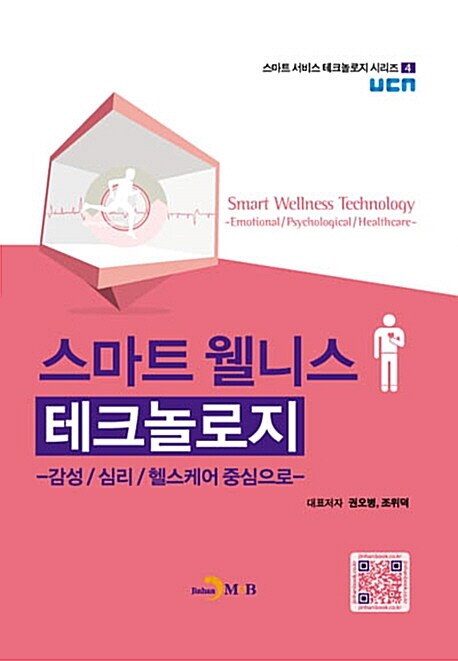 스마트 서비스 테크놀로지 시리즈 4
UCN
Smart Wellness Technology
-Emotional/Psychological/Healthcare-
스마트 웰니스
테크놀로지
-감성 / 심리 / 헬스케어 중심으로-
대표저자 권오병, 조위덕
Jinhan M&B